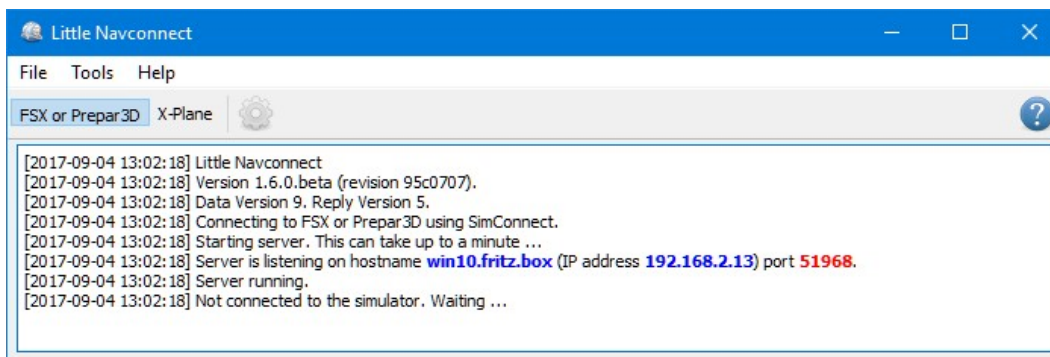 Little Navconnect
File Tools Help
FSX or Prepar3D X-Plane ?
[2017-09-04 13:02:18] Little Navconnect
[2017-09-04 13:02:18] Version 1.6.0.beta (revision 95c0707).
[2017-09-04 13:02:18] Data Version 9. Reply Version 5.
[2017-09-04 13:02:18] Connecting to FSX or Prepar3D using SimConnect.
[2017-09-04 13:02:18] Starting server. This can take up to a minute ...
[2017-09-04 13:02:18] Server is listening on hostname win10.fritz.box (IP address 192.168.2.13) port 51968.
[2017-09-04 13:02:18] Server running.
[2017-09-04 13:02:18] Not connected to the simulator. Waiting ...